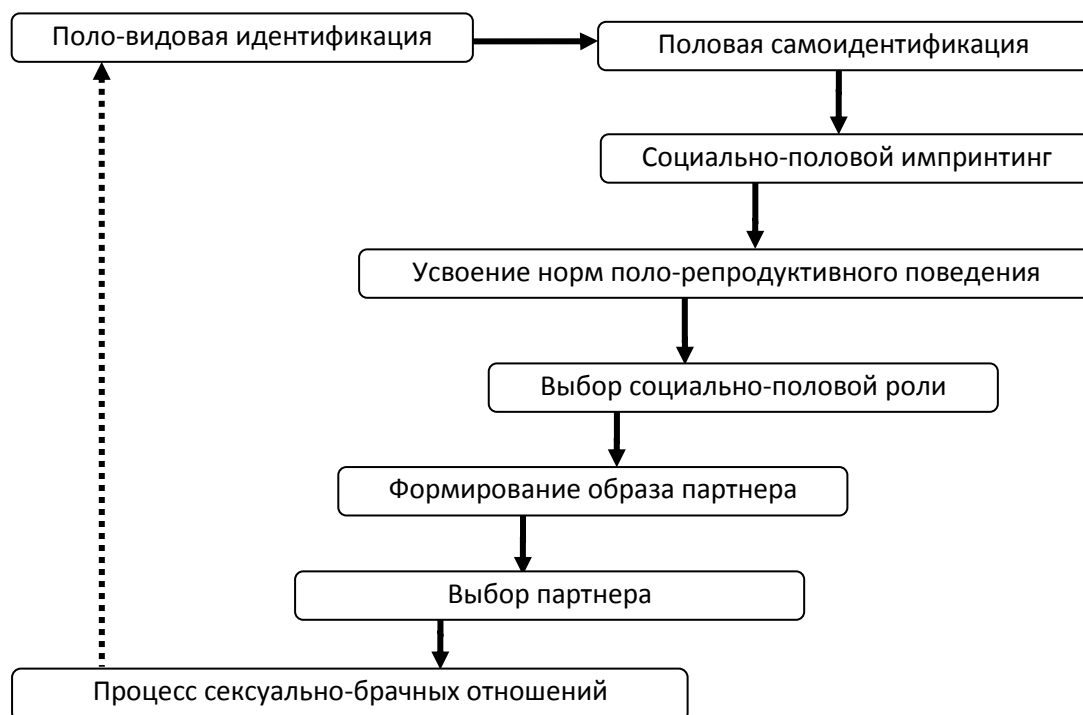 Поло-видовая идентификация
Половая самоидентификация
Социально-половой импринтинг
Усвоение норм поло-репродуктивного поведения
Выбор социально-половой роли
Формирование образа партнера
Выбор партнера
Процесс сексуально-брачных отношений